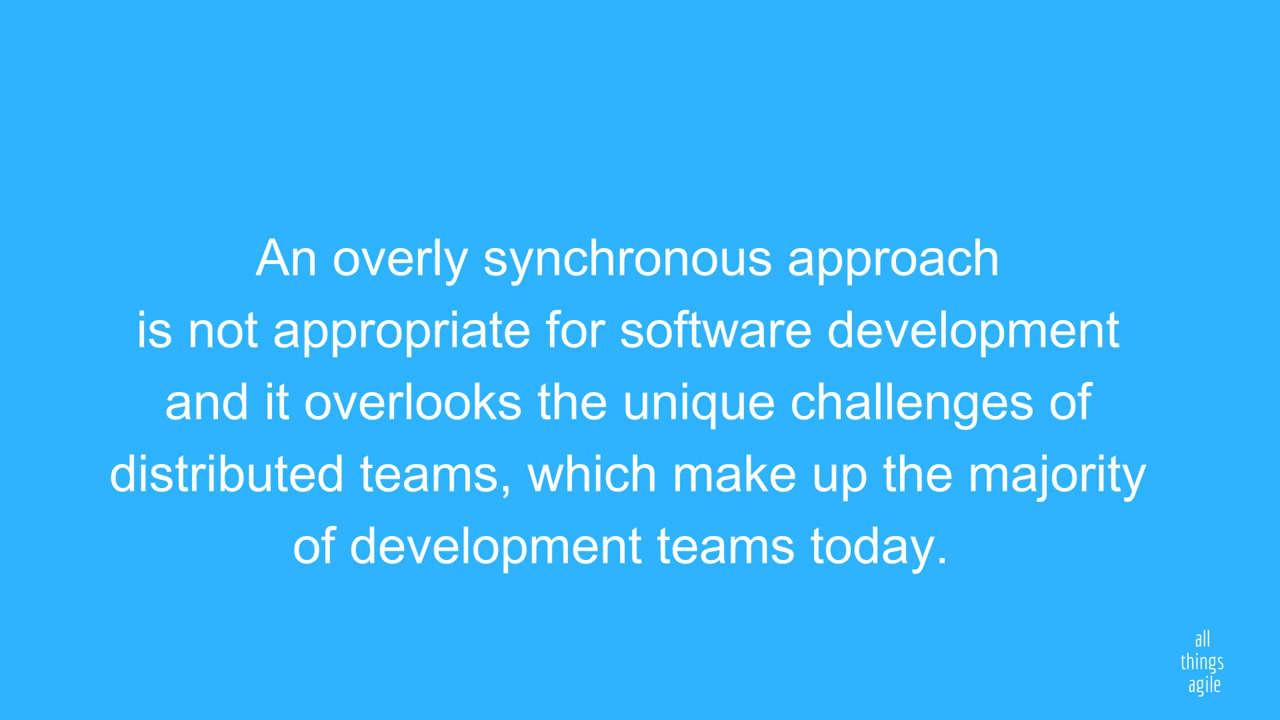 An overly synchronous approach
is not appropriate for software development
and it overlooks the unique challenges of
distributed teams, which make up the majority
of development teams today.
all
things
agile